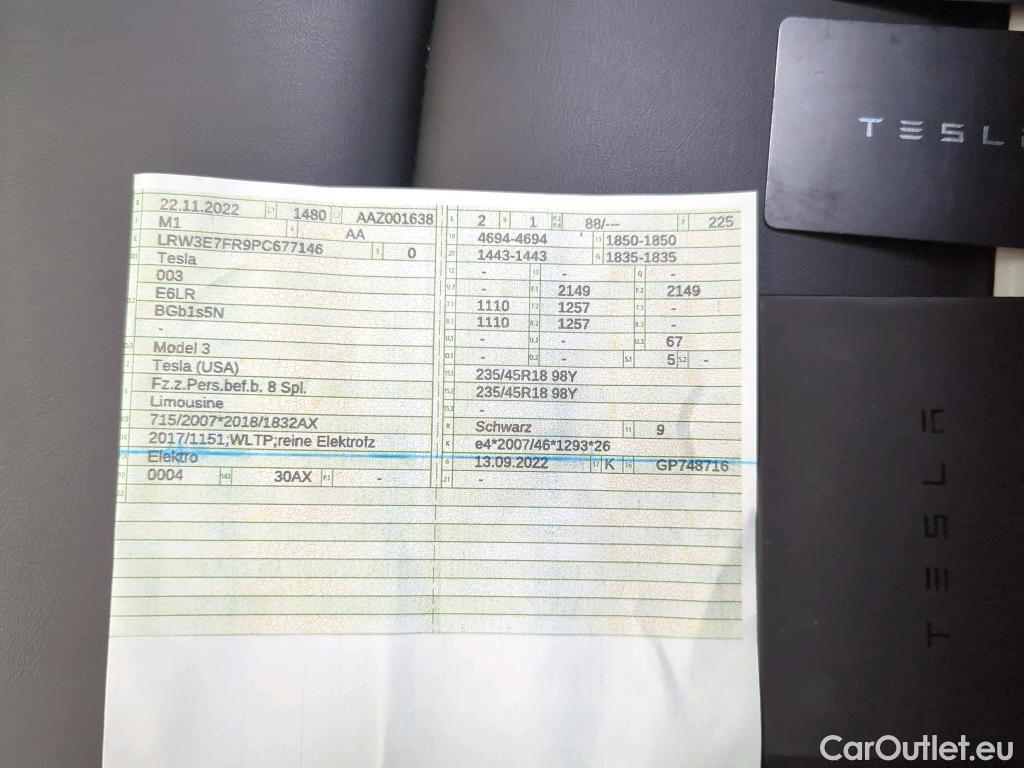 TESL
22.11.2022 1480 AAZ001638
M1 AA
LRW3E7FR9PC677146 0
Tesla
003
E6LR
BGb1s5N
-
Model 3
Tesla (USA)
Fz.z.Pers.bef.b. 8 Spl.
Limousine
715/2007*2018/1832AX
2017/1151;WLTP;reine Elektrofz
Elektro
0004 30AX -
2 1 88/--- 225
4694-4694 1850-1850
1443-1443 1835-1835
- - -
- 2149 2149
1110 1257 -
1110 1257 -
- - 67
- - 5 -
235/45R18 98Y
235/45R18 98Y
-
Schwarz 9
e4*2007/46*1293*26
13.09.2022 K GP748716
-
TESLA
CarOutlet.eu